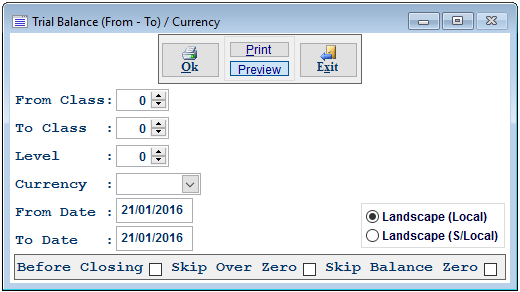 Trial Balance (From - To) / Currency
Ok
Print
Preview
Exit
From Class: 0
To Class : 0
Level : 0
Currency :
From Date : 21/01/2016
To Date : 21/01/2016
Landscape (Local)
Landscape (S/Local)
Before Closing Skip Over Zero Skip Balance Zero